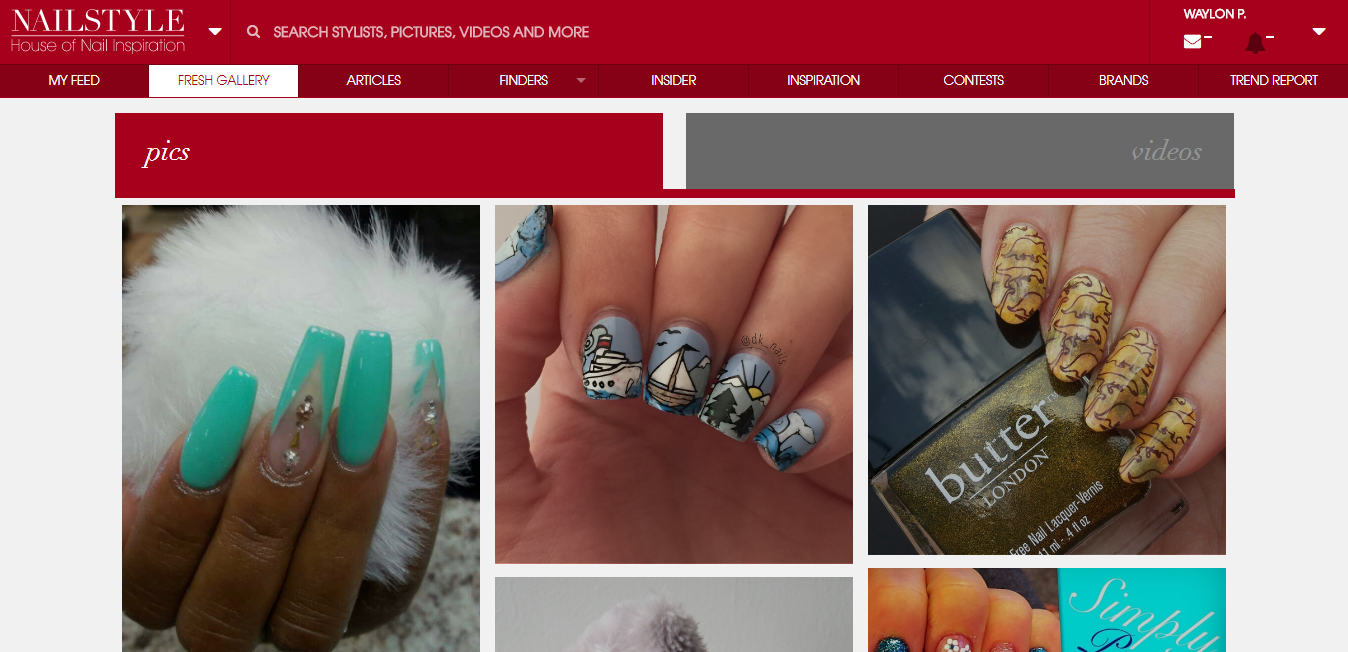 NAILSTYLE
House of Nail Inspiration
SEARCH STYLISTS, PICTURES, VIDEOS AND MORE
WAYLON P.
MY FEED
FRESH GALLERY
ARTICLES
FINDERS
INSIDER
INSPIRATION
CONTESTS
BRANDS
TREND REPORT
pics
videos
@dk_nails
butter
LONDON
Free Nail Lacquer-Vernis
11 ml - .4 fl oz
Simply